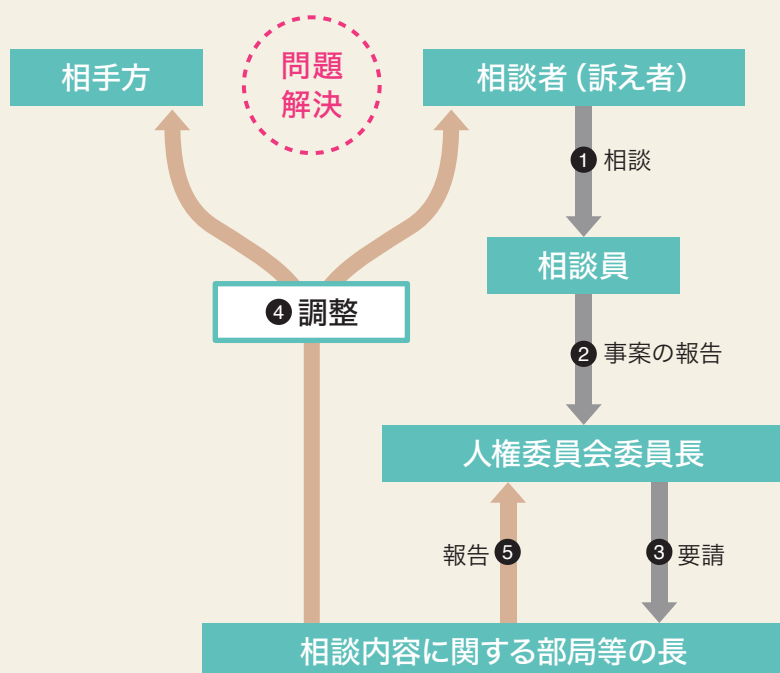 問題
解決
相手方
相談者（訴え者）
❶ 相談
相談員
❷ 事案の報告
❹ 調整
人権委員会委員長
報告 ❺
❸ 要請
相談内容に関する部局等の長